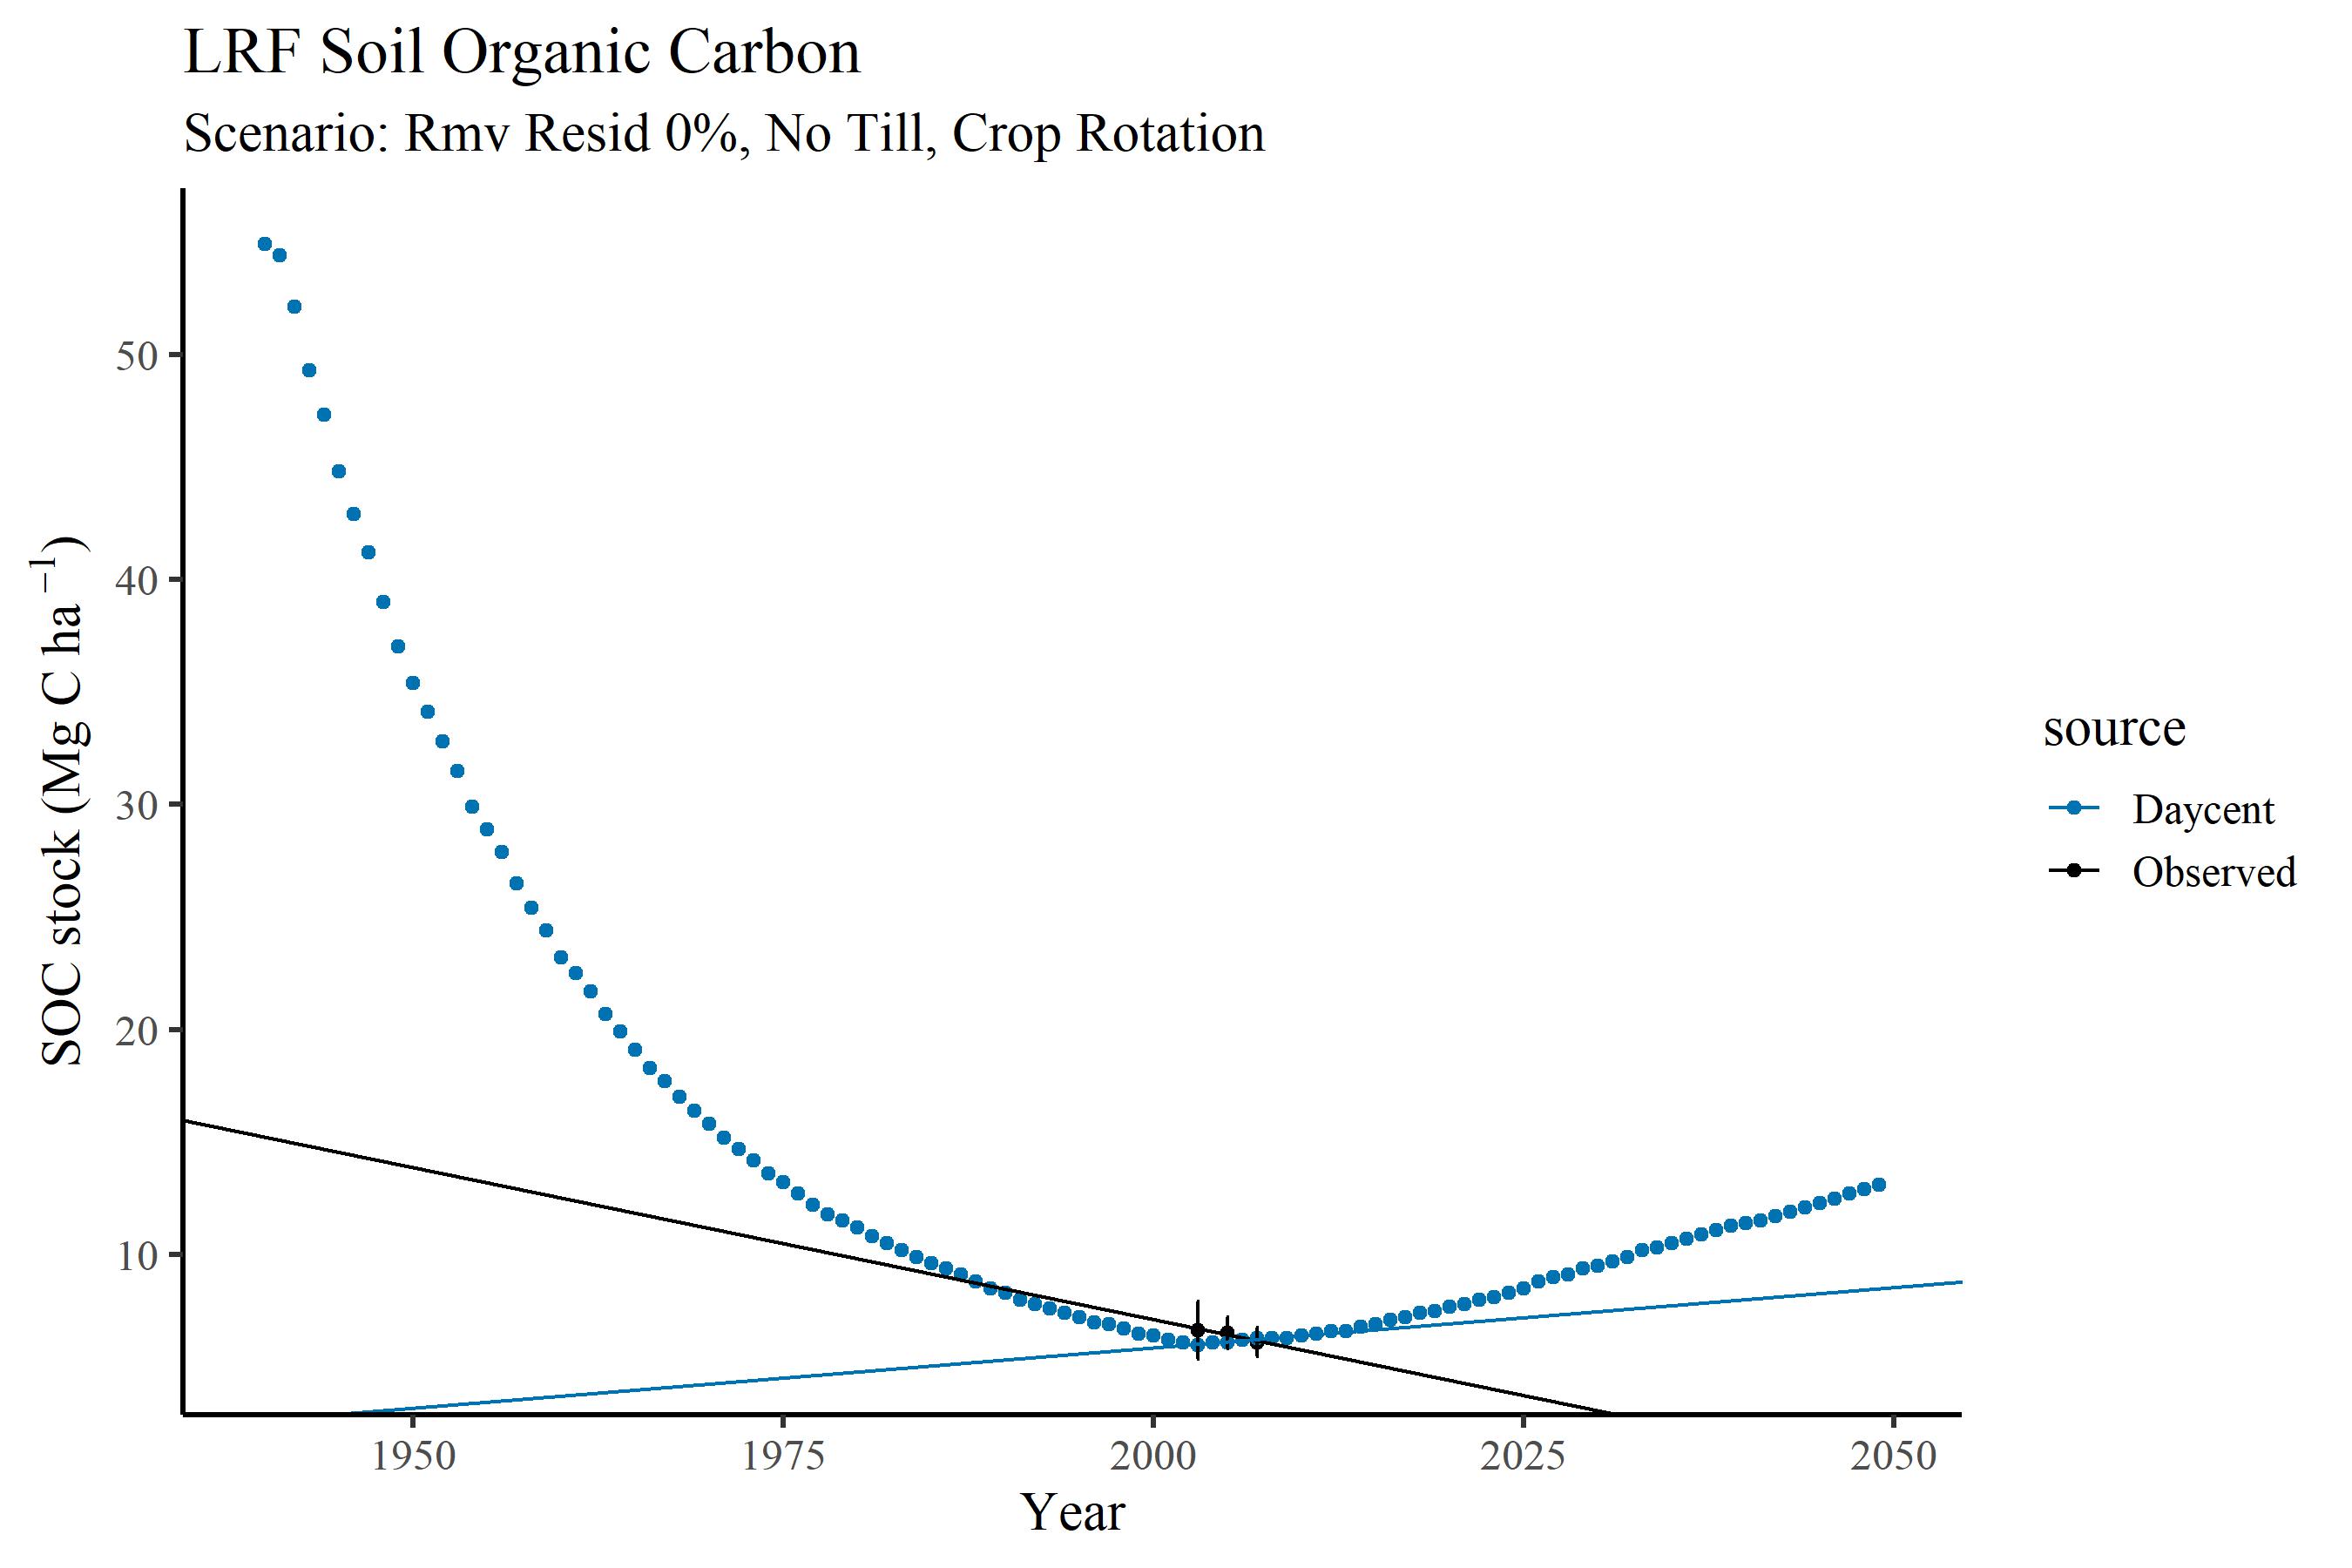 LRF Soil Organic Carbon
Scenario: Rmv Resid 0%, No Till, Crop Rotation
SOC stock (Mg C ha ⁻¹)
50
40
30
20
10
1950 1975 2000 2025 2050
Year
source
Daycent
Observed